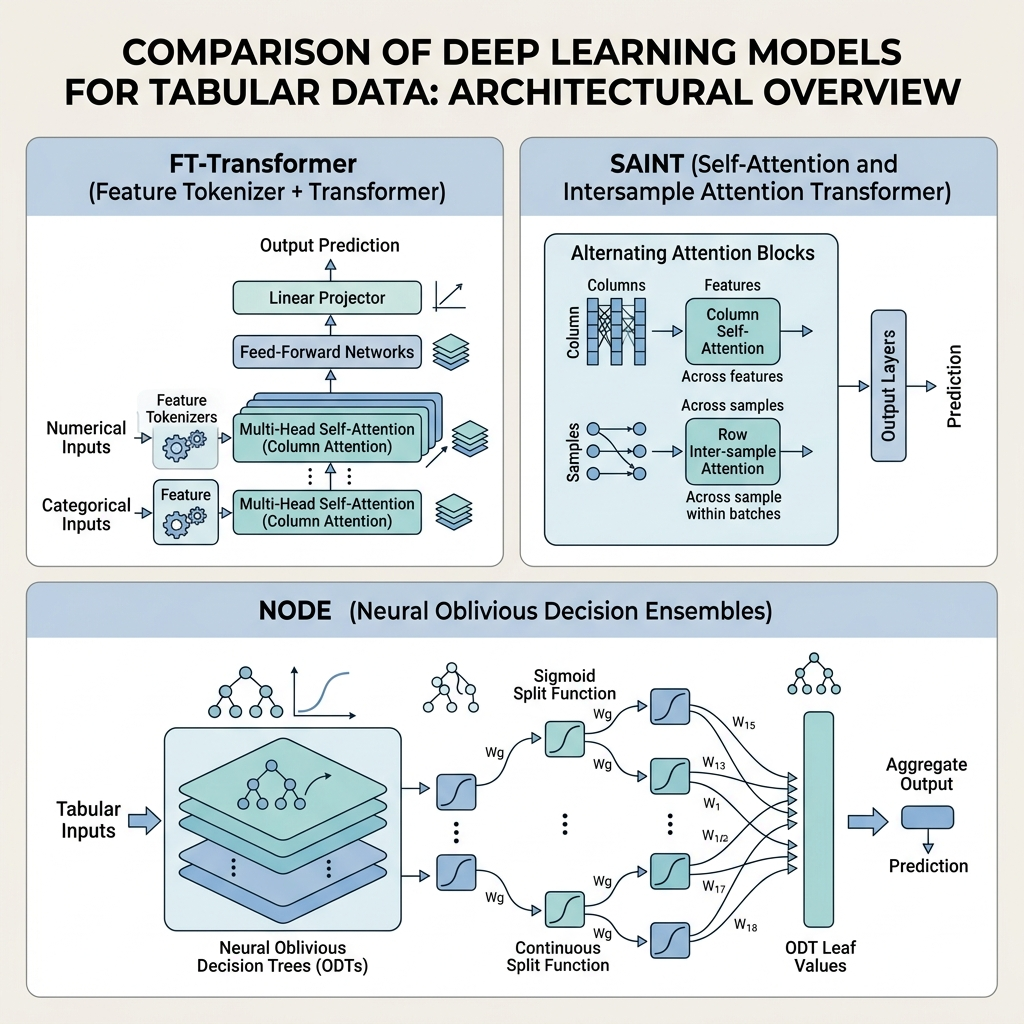 COMPARISON OF DEEP LEARNING MODELS
FOR TABULAR DATA: ARCHITECTURAL OVERVIEW
FT-Transformer
(Feature Tokenizer + Transformer)
Output Prediction
Linear Projector
Feed-Forward Networks
Feature
Tokenizers
Numerical
Inputs
Multi-Head Self-Attention
(Column Attention)
Categorical
Inputs
Feature
Multi-Head Self-Attention
(Column Attention)
SAINT (Self-Attention and
Intersample Attention Transformer)
Alternating Attention Blocks
Columns
Column
Features
Column
Self-
Attention
Across features
Across samples
Samples
Row
Inter-sample
Attention
Across sample
within batches
Output Layers
Prediction
NODE (Neural Oblivious Decision Ensembles)
Tabular
Inputs
Neural Oblivious
Decision Trees (ODTs)
Sigmoid
Split Function
Wg
Wg
Wg
Wg
Wg
Wg
Continuous
Split Function
W15
W13
W1
W1/2
W17
W18
ODT Leaf
Values
Aggregate
Output
Prediction